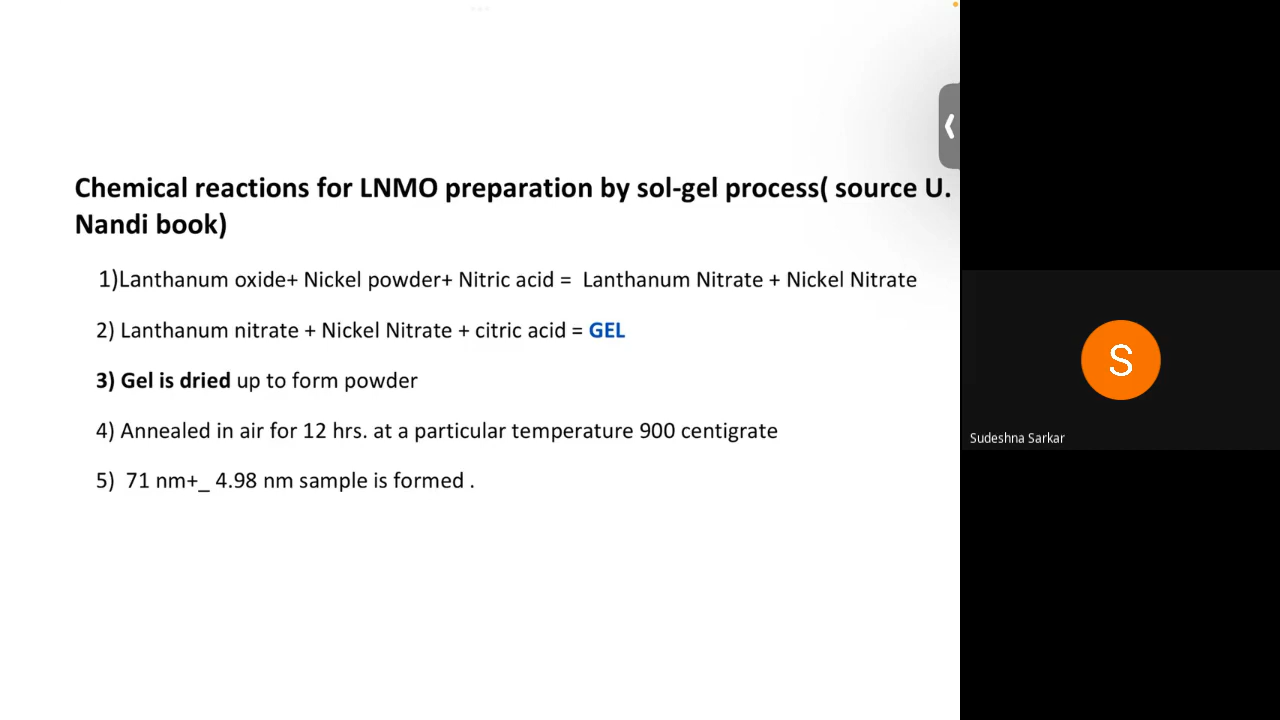 Chemical reactions for LNMO preparation by sol-gel process( source U.
Nandi book)
1)Lanthanum oxide+ Nickel powder+ Nitric acid = Lanthanum Nitrate + Nickel Nitrate
2) Lanthanum nitrate + Nickel Nitrate + citric acid = GEL
3) Gel is dried up to form powder
4) Annealed in air for 12 hrs. at a particular temperature 900 centigrate
5) 71 nm+_ 4.98 nm sample is formed .
S
Sudeshna Sarkar